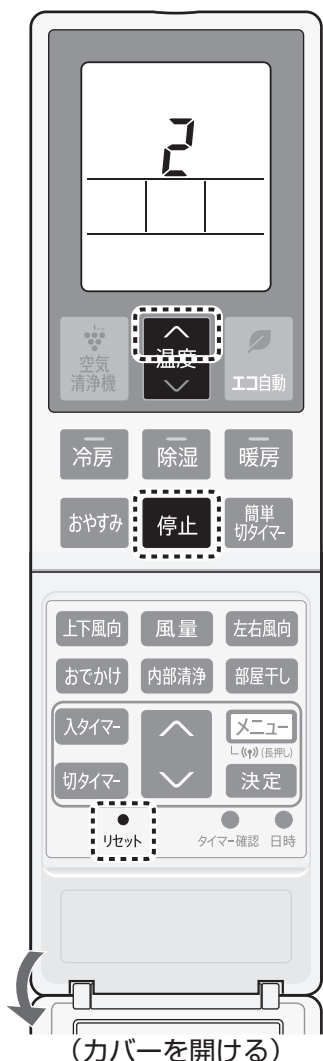 2
空気
清浄機
温度
エコ自動
冷房
除湿
暖房
おやすみ
停止
簡単
切タイマー
上下風向
風量
左右風向
おでかけ
内部清浄
部屋干し
入タイマー
メニュー
(長押し)
切タイマー
決定
リセット
タイマー確認
日時
(カバーを開ける)